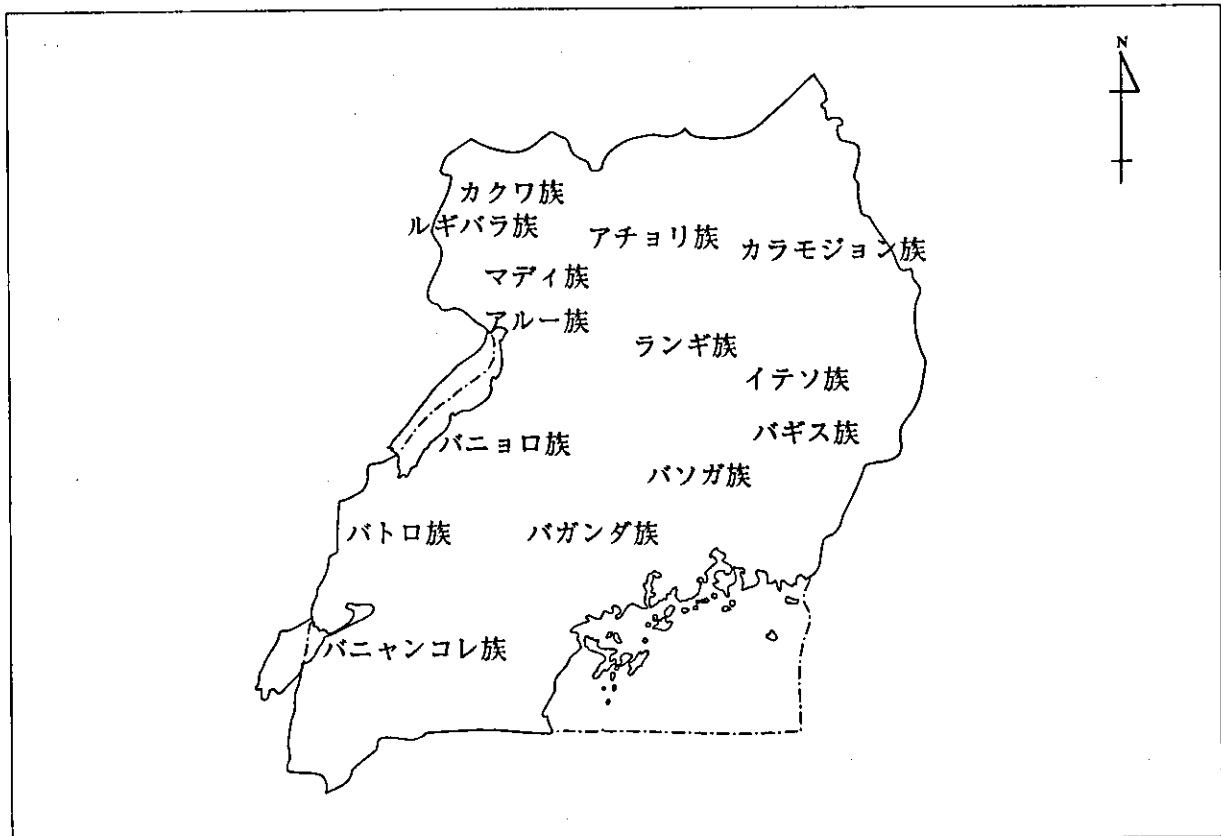 N
カクワ族
ルギバラ族
アチョリ族
カラモジョン族
マディ族
アルー族
ランギ族
イテソ族
バギス族
バニョロ族
バソガ族
バトロ族
バガンダ族
バニャンコレ族